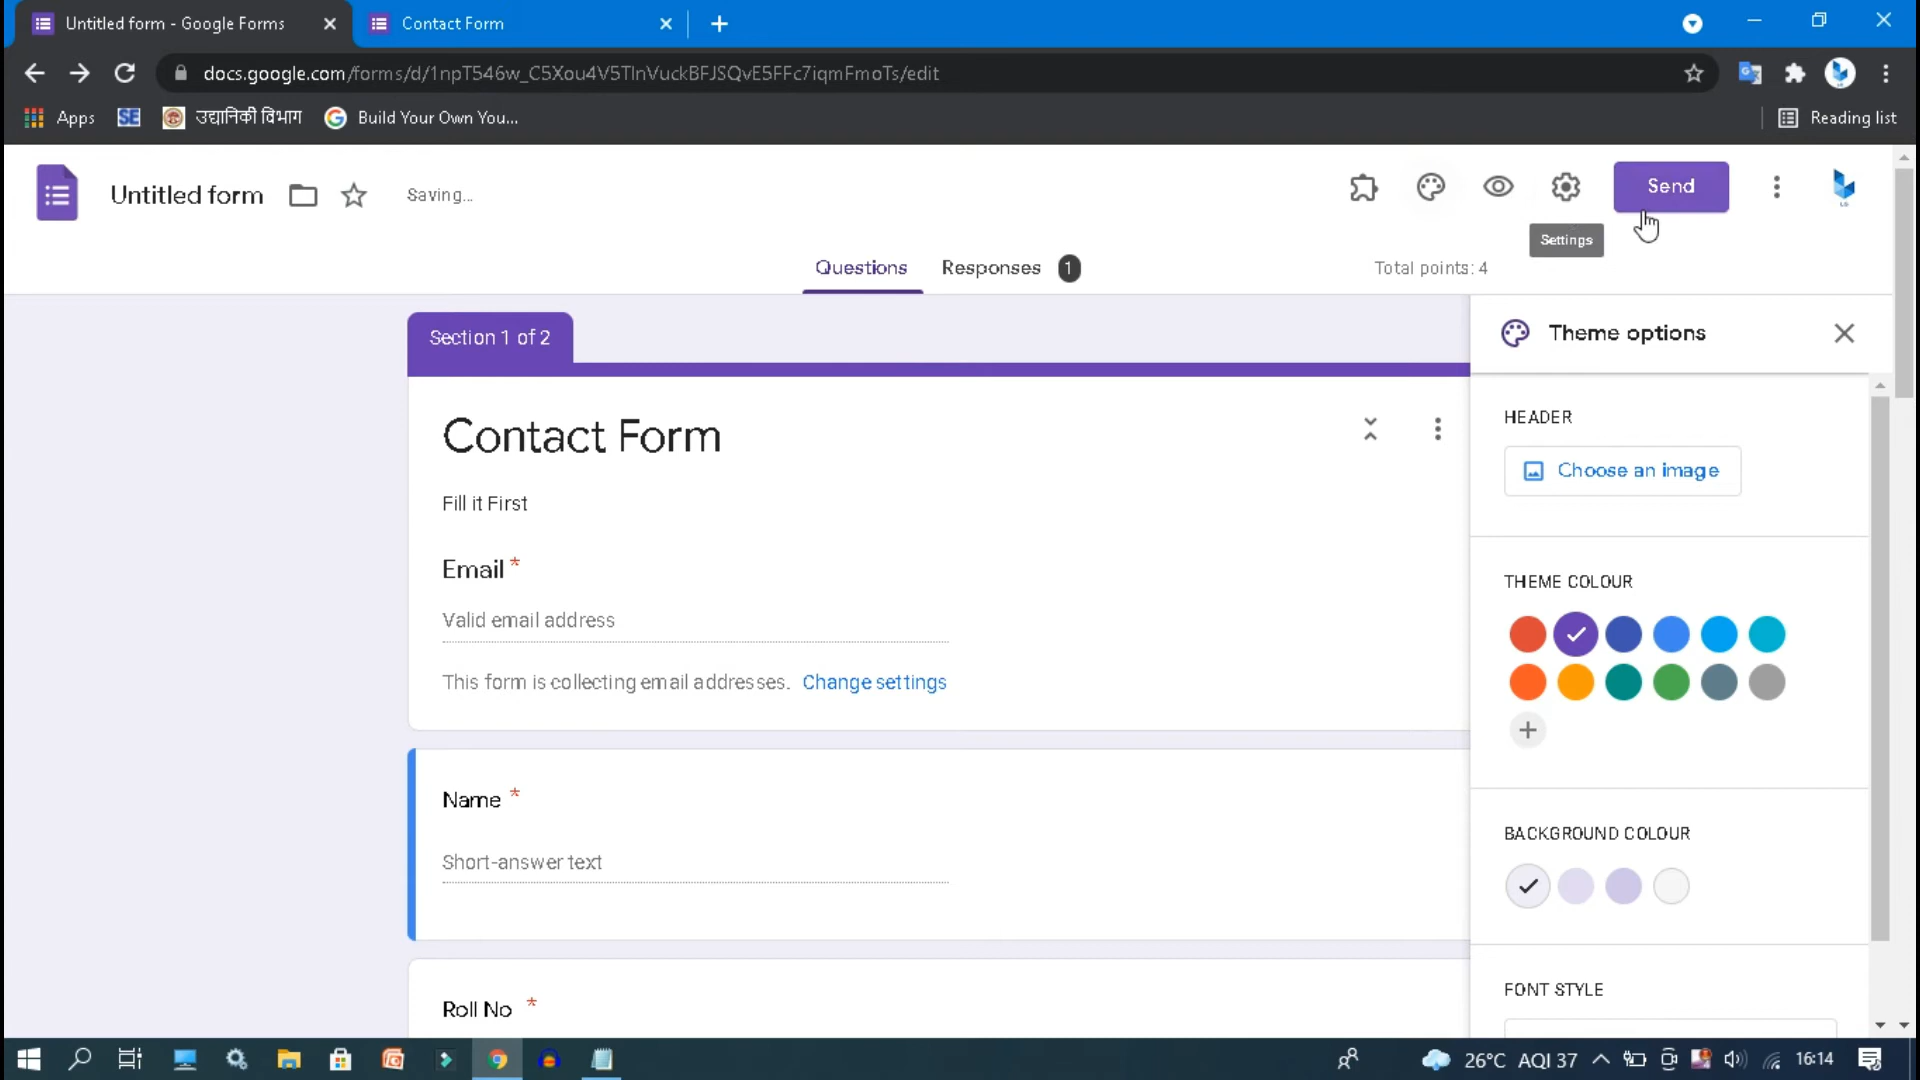 Untitled form - Google Forms
Contact Form
docs.google.com/forms/d/1npT546w_C5Xou4V5TlnVuckBFJSQvE5FFc7iqmFmoTs/edit
Apps
SE
उद्यानिकी विभाग
Build Your Own You...
Reading list
Untitled form
Saving...
Send
Settings
Questions
Responses 1
Total points: 4
Section 1 of 2
Theme options
Contact Form
HEADER
Choose an image
Fill it First
Email *
THEME COLOUR
Valid email address
This form is collecting email addresses. Change settings
Name *
BACKGROUND COLOUR
Short-answer text
FONT STYLE
Roll No *
26°C AQI 37
16:14